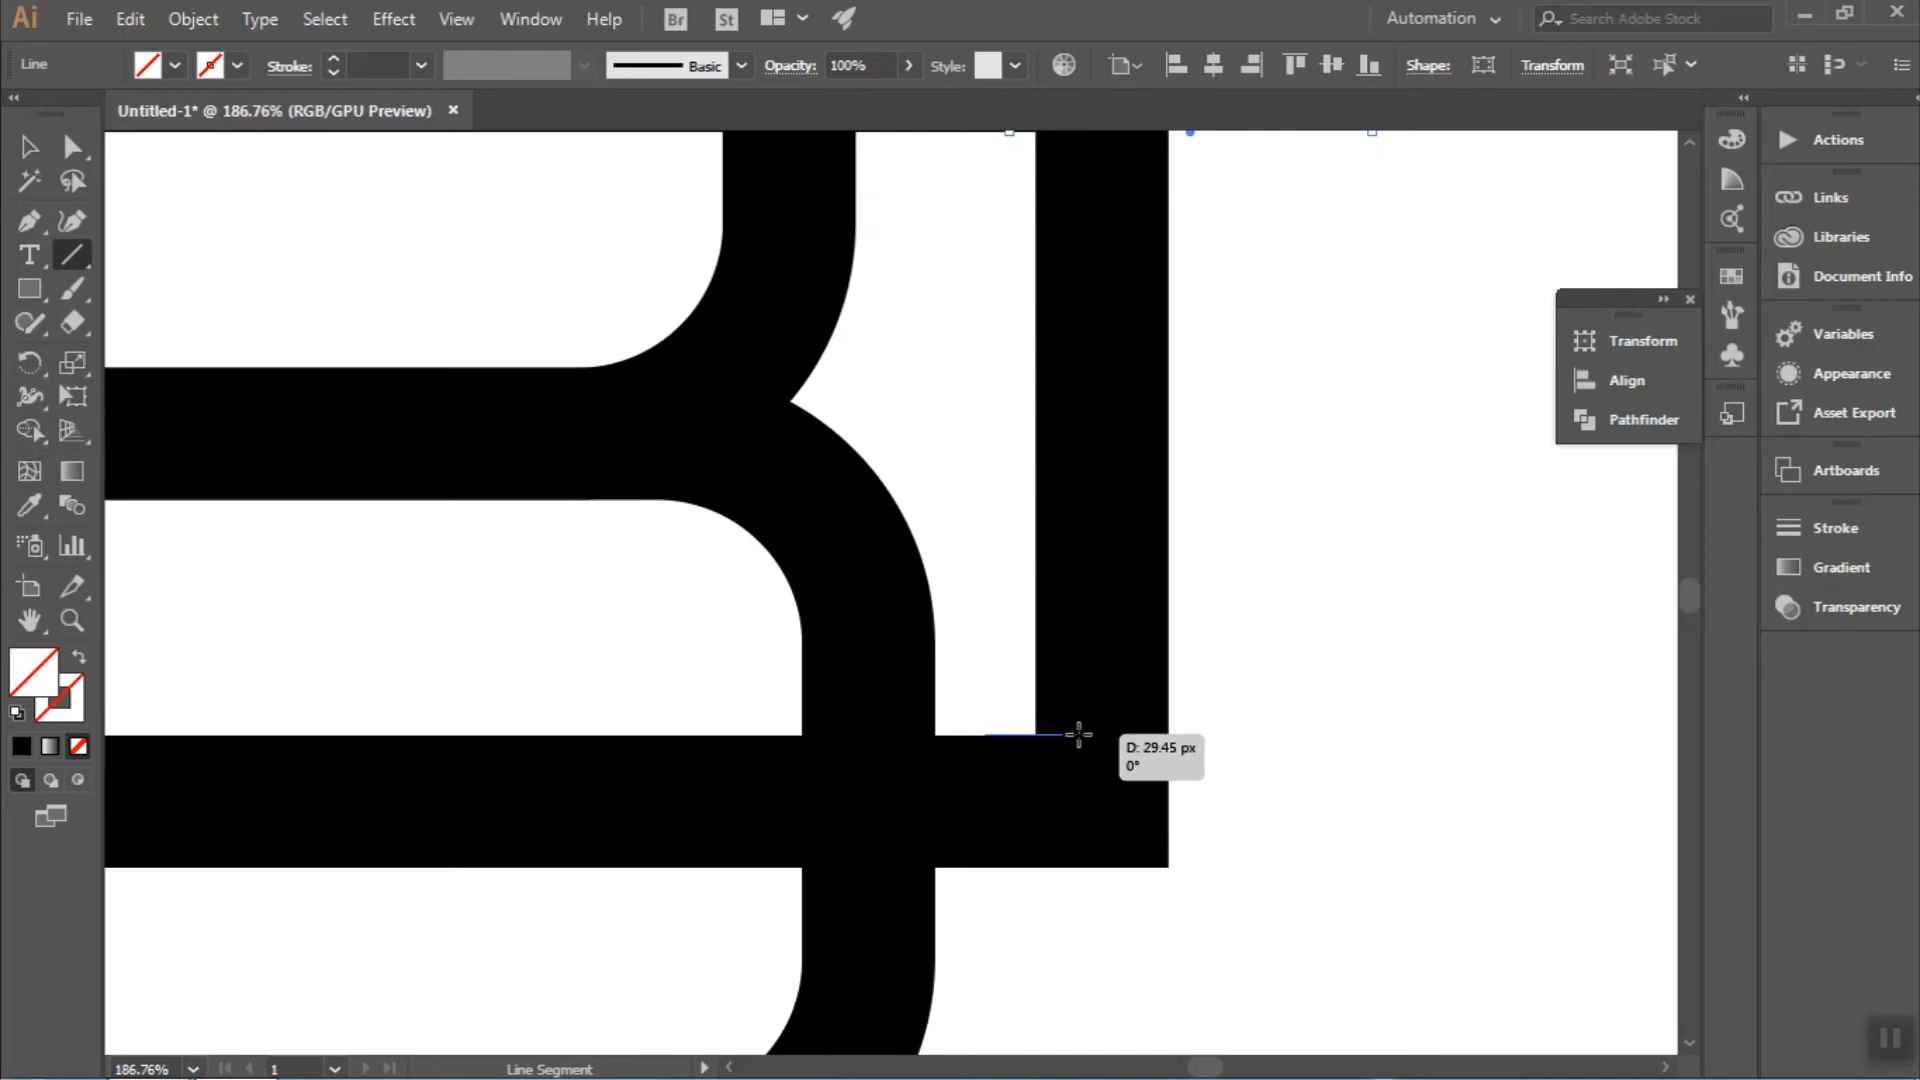 Ai File Edit Object Type Select Effect View Window Help Br St Automation Search Adobe Stock
Line Stroke: Basic Opacity: 100% Style: Shape: Transform
Untitled-1* @ 186.76% (RGB/GPU Preview)
Actions
Links
Libraries
Document Info
Variables
Appearance
Asset Export
Artboards
Stroke
Gradient
Transparency
Transform
Align
Pathfinder
D: 29.45 px
0°
186.76% 1 Line Segment